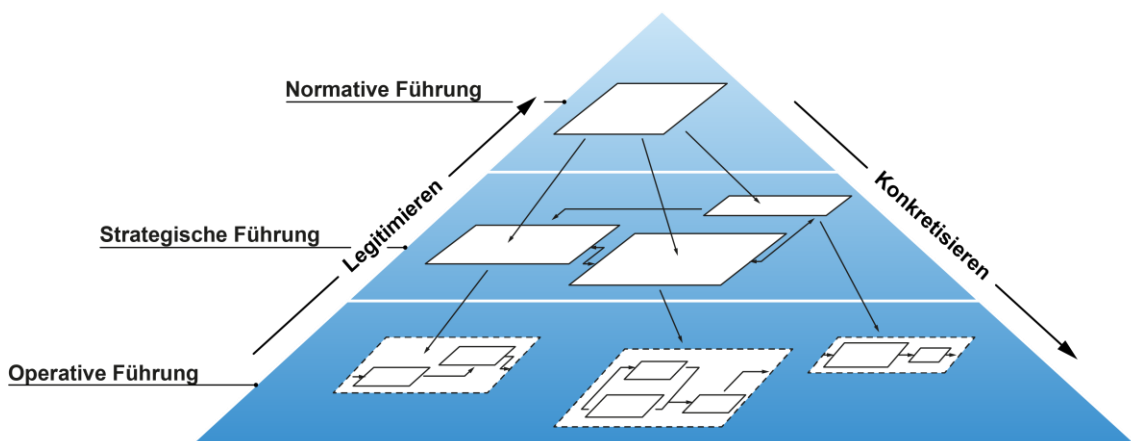 Normative Führung
Legitimieren
Konkretisieren
Strategische Führung
Operative Führung